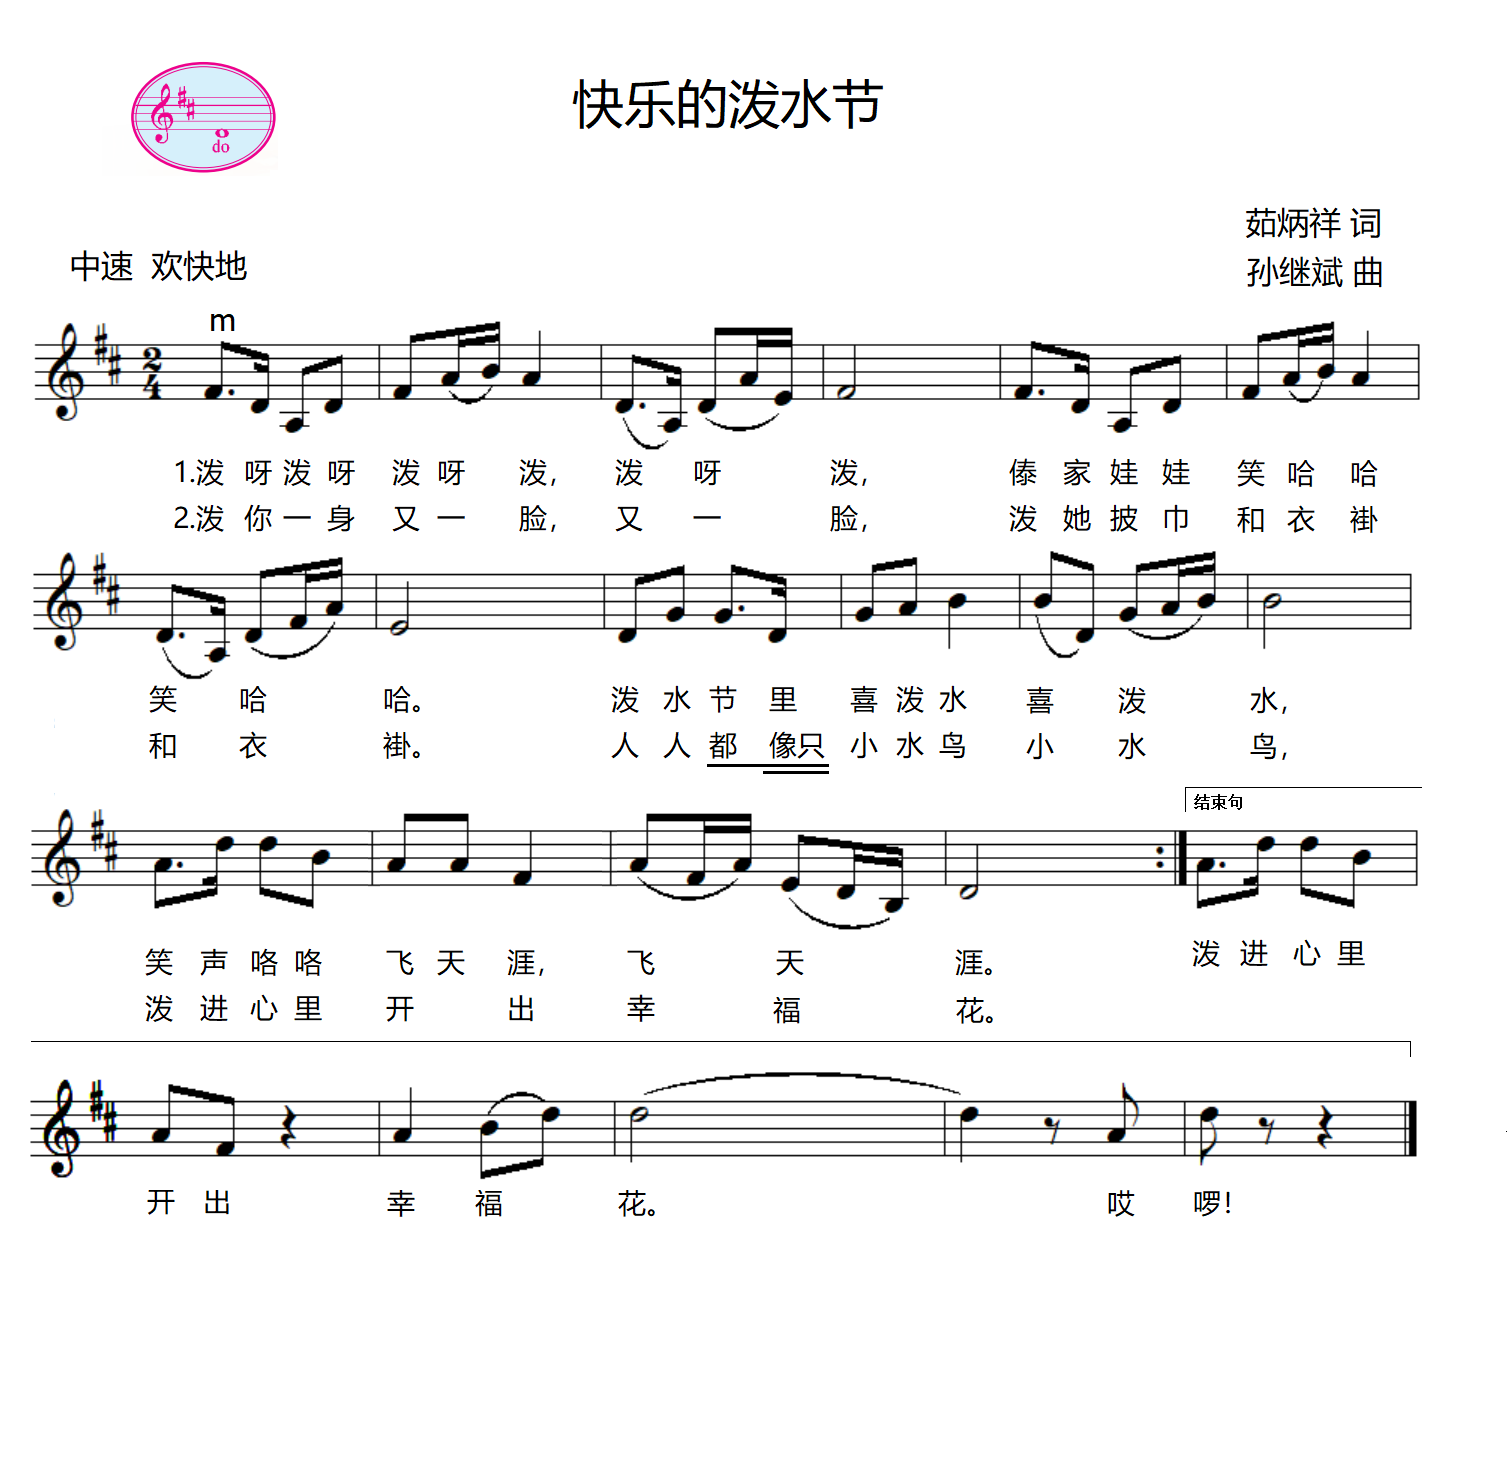 快乐的泼水节
do
茹炳祥 词
中速 欢快地
孙继斌 曲
m
2
4
1.泼 呀 泼 呀 泼 呀 泼， 泼 呀 泼， 傣 家 娃 娃 笑 哈 哈
2.泼 你 一 身 又 一 脸， 又 一 脸， 泼 她 披 巾 和 衣 褂
笑 哈 哈。 泼 水 节 里 喜 泼 水 喜 泼 水，
和 衣 褂。 人 人 都 像只 小 水 鸟 小 水 鸟，
结束句
笑 声 咯 咯 飞 天 涯， 飞 天 涯。 泼 进 心 里
泼 进 心 里 开 出 幸 福 花。
开 出 幸 福 花。 哎 啰！